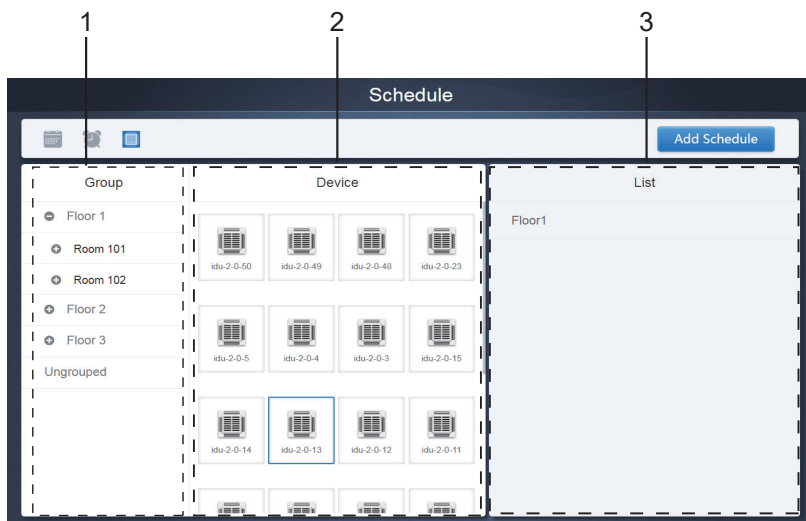 1 2 3
Schedule
Add Schedule
Group Device List
Floor 1
Floor1
Room 101
idu-2-0-50 idu-2-0-49 idu-2-0-48 idu-2-0-23
Room 102
Floor 2
Floor 3
idu-2-0-5 idu-2-0-4 idu-2-0-3 idu-2-0-15
Ungrouped
idu-2-0-14 idu-2-0-13 idu-2-0-12 idu-2-0-11